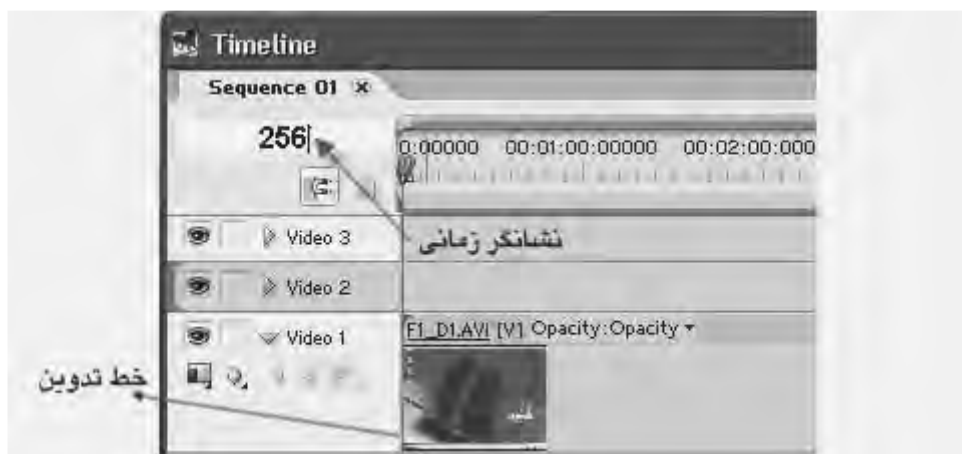 Timeline
Sequence 01 ×
256
0:00000 00:01:00:00000 00:02:00:000
Video 3
نشانگر زمانی
Video 2
Video 1
F1_D1.AVI [V] Opacity:Opacity
خط تدوین